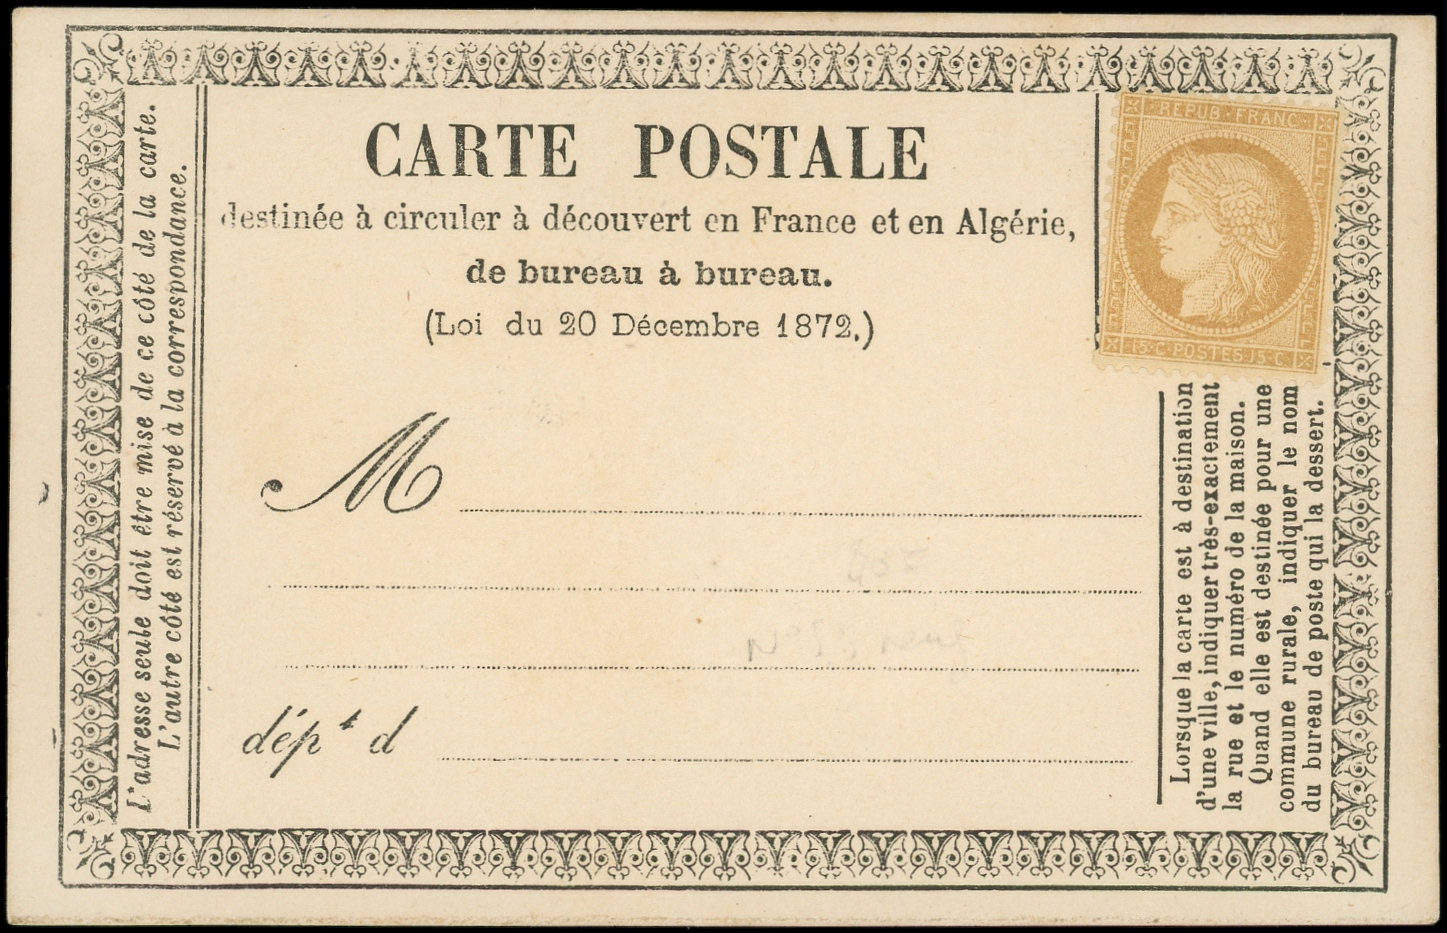 CARTE POSTALE
destinée à circuler à découvert en France et en Algérie,
de bureau à bureau.
(Loi du 20 Décembre 1872.)
REPUB·FRANC·
15·C·POSTES·15·C·
L'adresse seule doit être mise de ce côté de la carte.
L'autre côté est réservé à la correspondance.
M
dépt d
Lorsque la carte est à destination
d'une ville, indiquer très-exactement
la rue et le numéro de la maison.
Quand elle est destinée pour une
commune rurale, indiquer le nom
du bureau de poste qui la dessert.